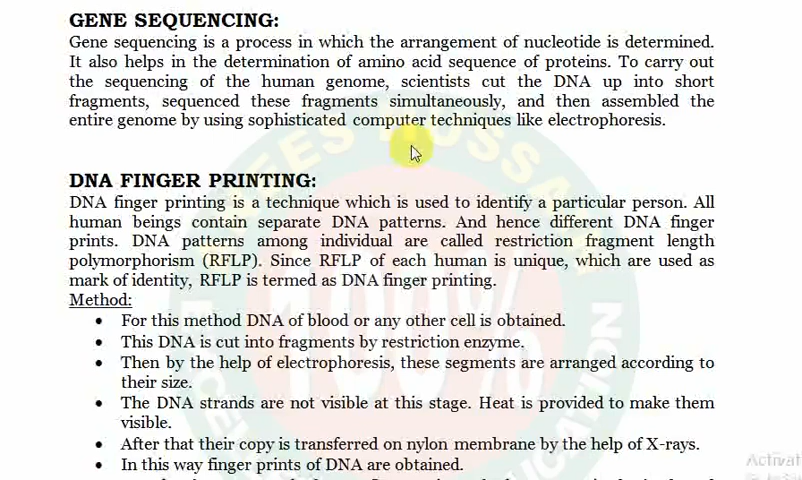 GENE SEQUENCING:
Gene sequencing is a process in which the arrangement of nucleotide is determined.
It also helps in the determination of amino acid sequence of proteins. To carry out
the sequencing of the human genome, scientists cut the DNA up into short
fragments, sequenced these fragments simultaneously, and then assembled the
entire genome by using sophisticated computer techniques like electrophoresis.
DNA FINGER PRINTING:
DNA finger printing is a technique which is used to identify a particular person. All
human beings contain separate DNA patterns. And hence different DNA finger
prints. DNA patterns among individual are called restriction fragment length
polymorphorism (RFLP). Since RFLP of each human is unique, which are used as
mark of identity, RFLP is termed as DNA finger printing.
Method:
• For this method DNA of blood or any other cell is obtained.
• This DNA is cut into fragments by restriction enzyme.
• Then by the help of electrophoresis, these segments are arranged according to
their size.
• The DNA strands are not visible at this stage. Heat is provided to make them
visible.
• After that their copy is transferred on nylon membrane by the help of X-rays.
• In this way finger prints of DNA are obtained.
100%